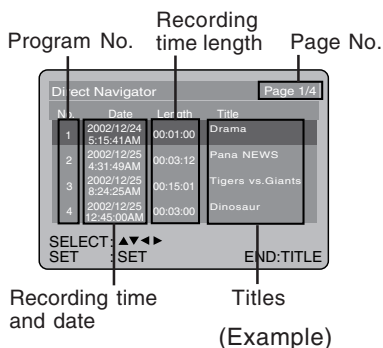 Recording
Program No. time length Page No.
Direct Navigator Page 1/4
No. Date Length Title
1 2002/12/24 5:15:41AM 00:01:00 Drama
2 2002/12/25 4:31:49AM 00:03:12 Pana NEWS
3 2002/12/25 8:24:25AM 00:15:01 Tigers vs.Giants
4 2002/12/25 12:45:00AM 00:03:00 Dinosaur
SELECT: ▲▼◀ ▶
SET : SET END:TITLE
Recording time Titles
and date
(Example)